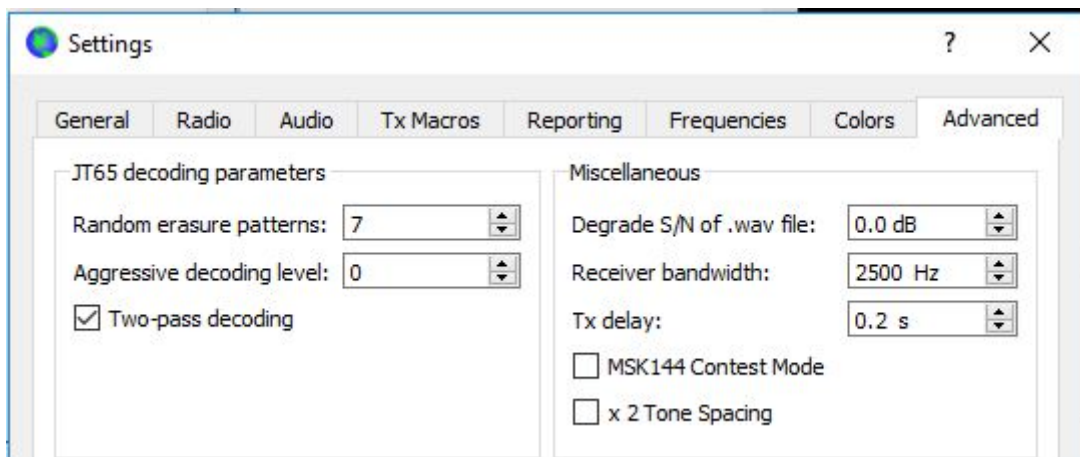 Settings
?
General Radio Audio Tx Macros Reporting Frequencies Colors Advanced
JT65 decoding parameters
Random erasure patterns: 7
Aggressive decoding level: 0
Two-pass decoding
Miscellaneous
Degrade S/N of .wav file: 0.0 dB
Receiver bandwidth: 2500 Hz
Tx delay: 0.2 s
MSK144 Contest Mode
x 2 Tone Spacing